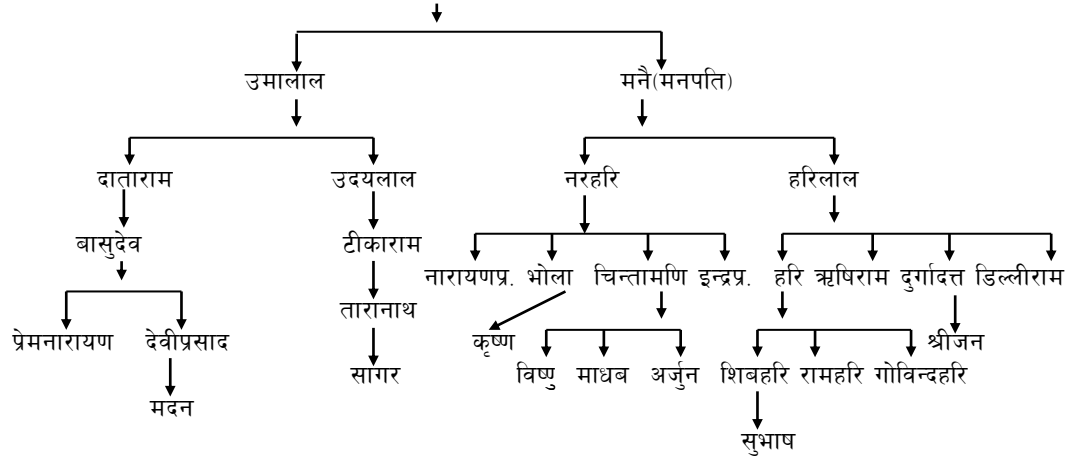 उमालाल मनै(मनपति)
दाताराम उदयलाल नरहरि हरिलाल
बासुदेव टीकाराम
नारायणप्र. भोला चिन्तामणि इन्द्रप्र. हरि ऋषिराम दुर्गादत्त डिल्लीराम
तारानाथ
प्रेमनारायण देवीप्रसाद कृष्ण श्रीजन
सागर विष्णु माधब अर्जुन शिबहरि रामहरि गोविन्दहरि
मदन
सुभाष